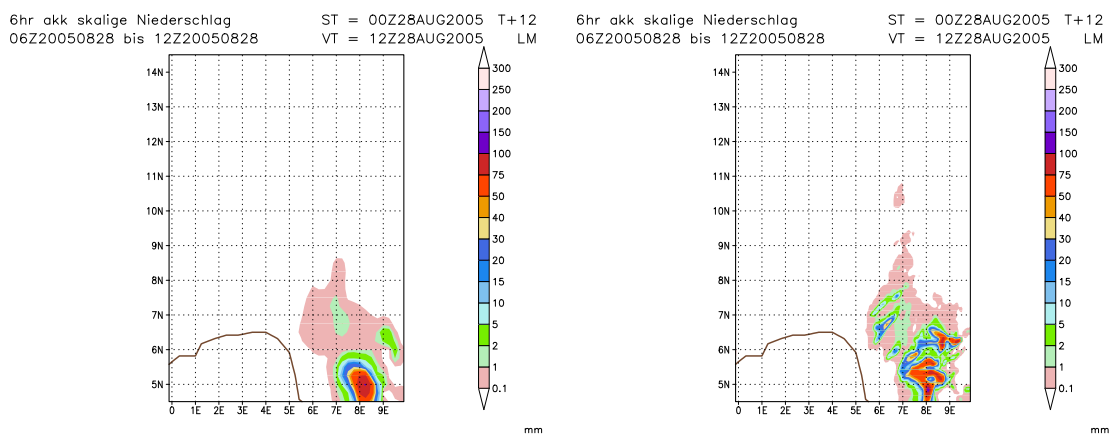 6hr akk skalige Niederschlag ST = 00Z28AUG2005 T+12
06Z20050828 bis 12Z20050828 VT = 12Z28AUG2005 LM
14N
13N
12N
11N
10N
9N
8N
7N
6N
5N
0 1E 2E 3E 4E 5E 6E 7E 8E 9E
300
250
200
150
100
75
50
40
30
20
15
10
5
2
1
0.1
mm
6hr akk skalige Niederschlag ST = 00Z28AUG2005 T+12
06Z20050828 bis 12Z20050828 VT = 12Z28AUG2005 LM
14N
13N
12N
11N
10N
9N
8N
7N
6N
5N
0 1E 2E 3E 4E 5E 6E 7E 8E 9E
300
250
200
150
100
75
50
40
30
20
15
10
5
2
1
0.1
mm